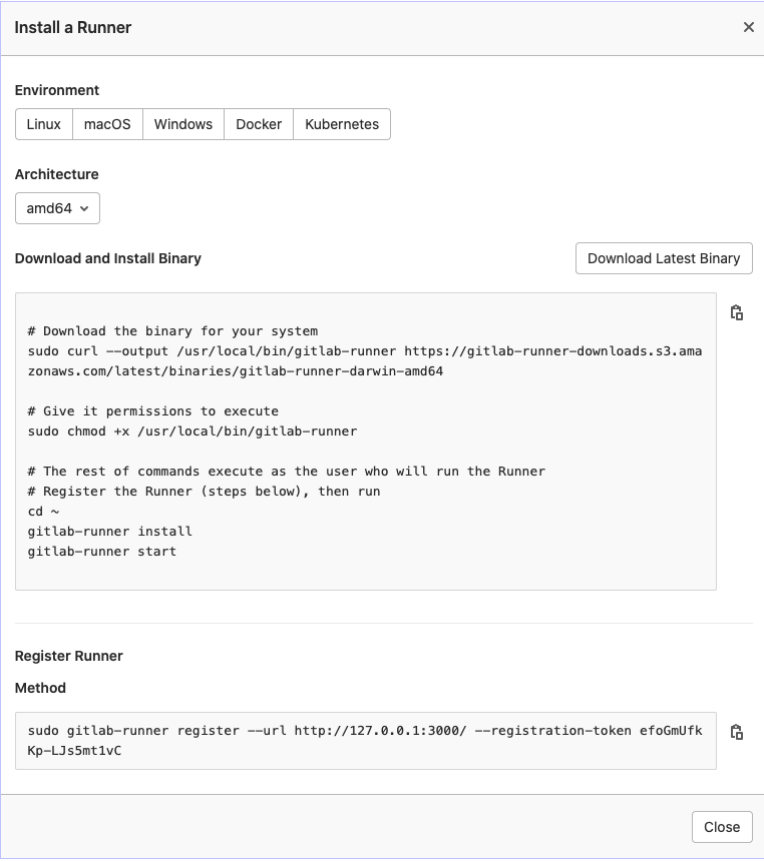 Install a Runner
Environment
Linux macOS Windows Docker Kubernetes
Architecture
amd64
Download and Install Binary Download Latest Binary
# Download the binary for your system
sudo curl --output /usr/local/bin/gitlab-runner https://gitlab-runner-downloads.s3.ama
zonaws.com/latest/binaries/gitlab-runner-darwin-amd64
# Give it permissions to execute
sudo chmod +x /usr/local/bin/gitlab-runner
# The rest of commands execute as the user who will run the Runner
# Register the Runner (steps below), then run
cd ~
gitlab-runner install
gitlab-runner start
Register Runner
Method
sudo gitlab-runner register --url http://127.0.0.1:3000/ --registration-token efoGmUfk
Kp-LJs5mt1vC
Close